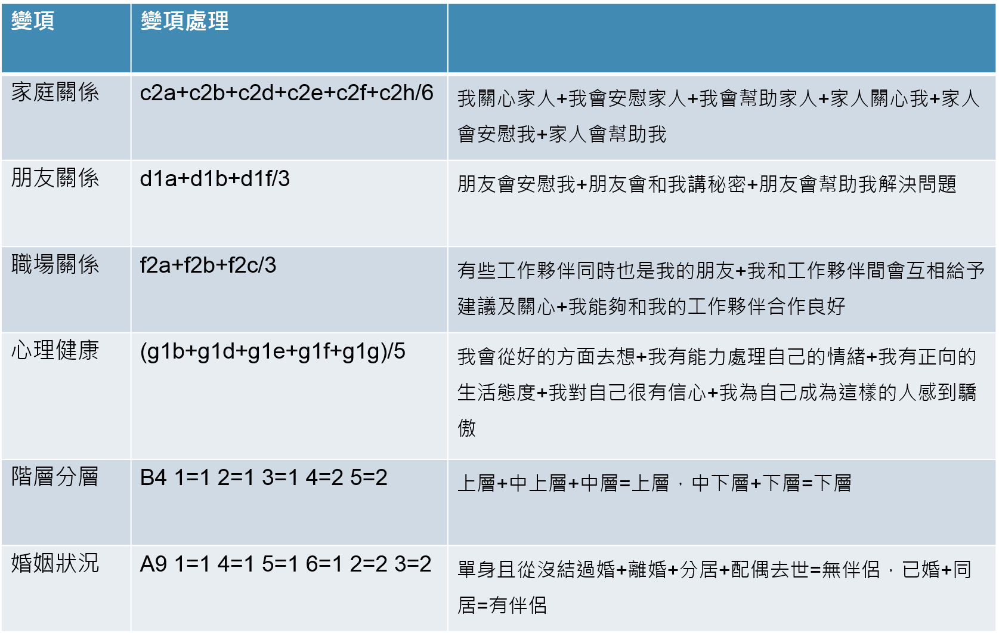 變項
變項處理
家庭關係
c2a+c2b+c2d+c2e+c2f+c2h/6
我關心家人+我會安慰家人+我會幫助家人+家人關心我+家人
會安慰我+家人會幫助我
朋友關係
d1a+d1b+d1f/3
朋友會安慰我+朋友會和我講秘密+朋友會幫助我解決問題
職場關係
f2a+f2b+f2c/3
有些工作夥伴同時也是我的朋友+我和工作夥伴間會互相給予
建議及關心+我能夠和我的工作夥伴合作良好
心理健康
(g1b+g1d+g1e+g1f+g1g)/5
我會從好的方面去想+我有能力處理自己的情緒+我有正向的
生活態度+我對自己很有信心+我為自己成為這樣的人感到驕
傲
階層分層
B4 1=1 2=1 3=1 4=2 5=2
上層+中上層+中層=上層，中下層+下層=下層
婚姻狀況
A9 1=1 4=1 5=1 6=1 2=2 3=2
單身且從沒結過婚+離婚+分居+配偶去世=無伴侶，已婚+同
居=有伴侶